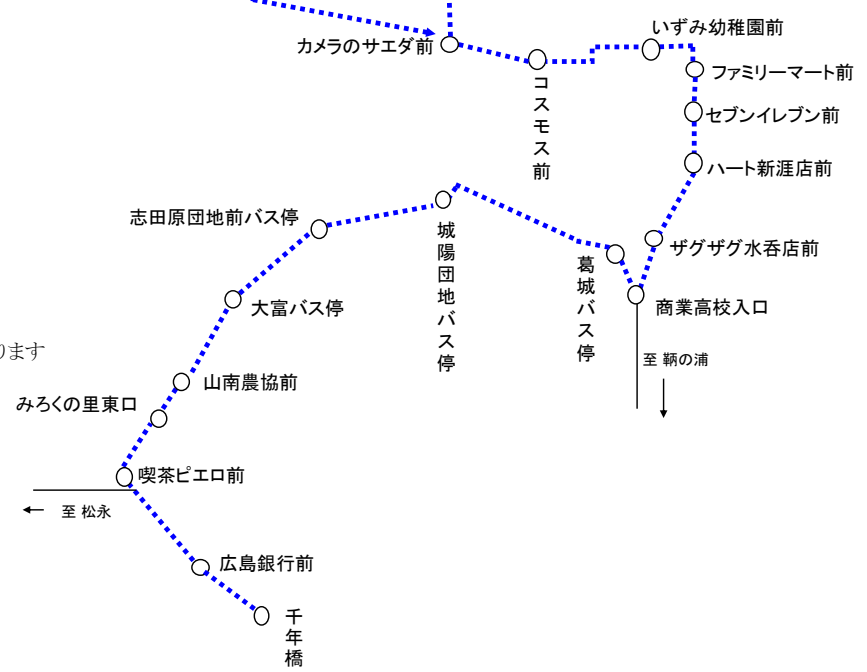 いずみ幼稚園前
カメラのサエダ前
ファミリーマート前
コスモス前
セブンイレブン前
ハート新涯店前
志田原団地前バス停
城陽団地バス停
ザグザグ水呑店前
葛城バス停
大富バス停
商業高校入口
ります
至 鞆の浦
山南農協前
みろくの里東口
喫茶ピエロ前
至 松永
広島銀行前
千年橋